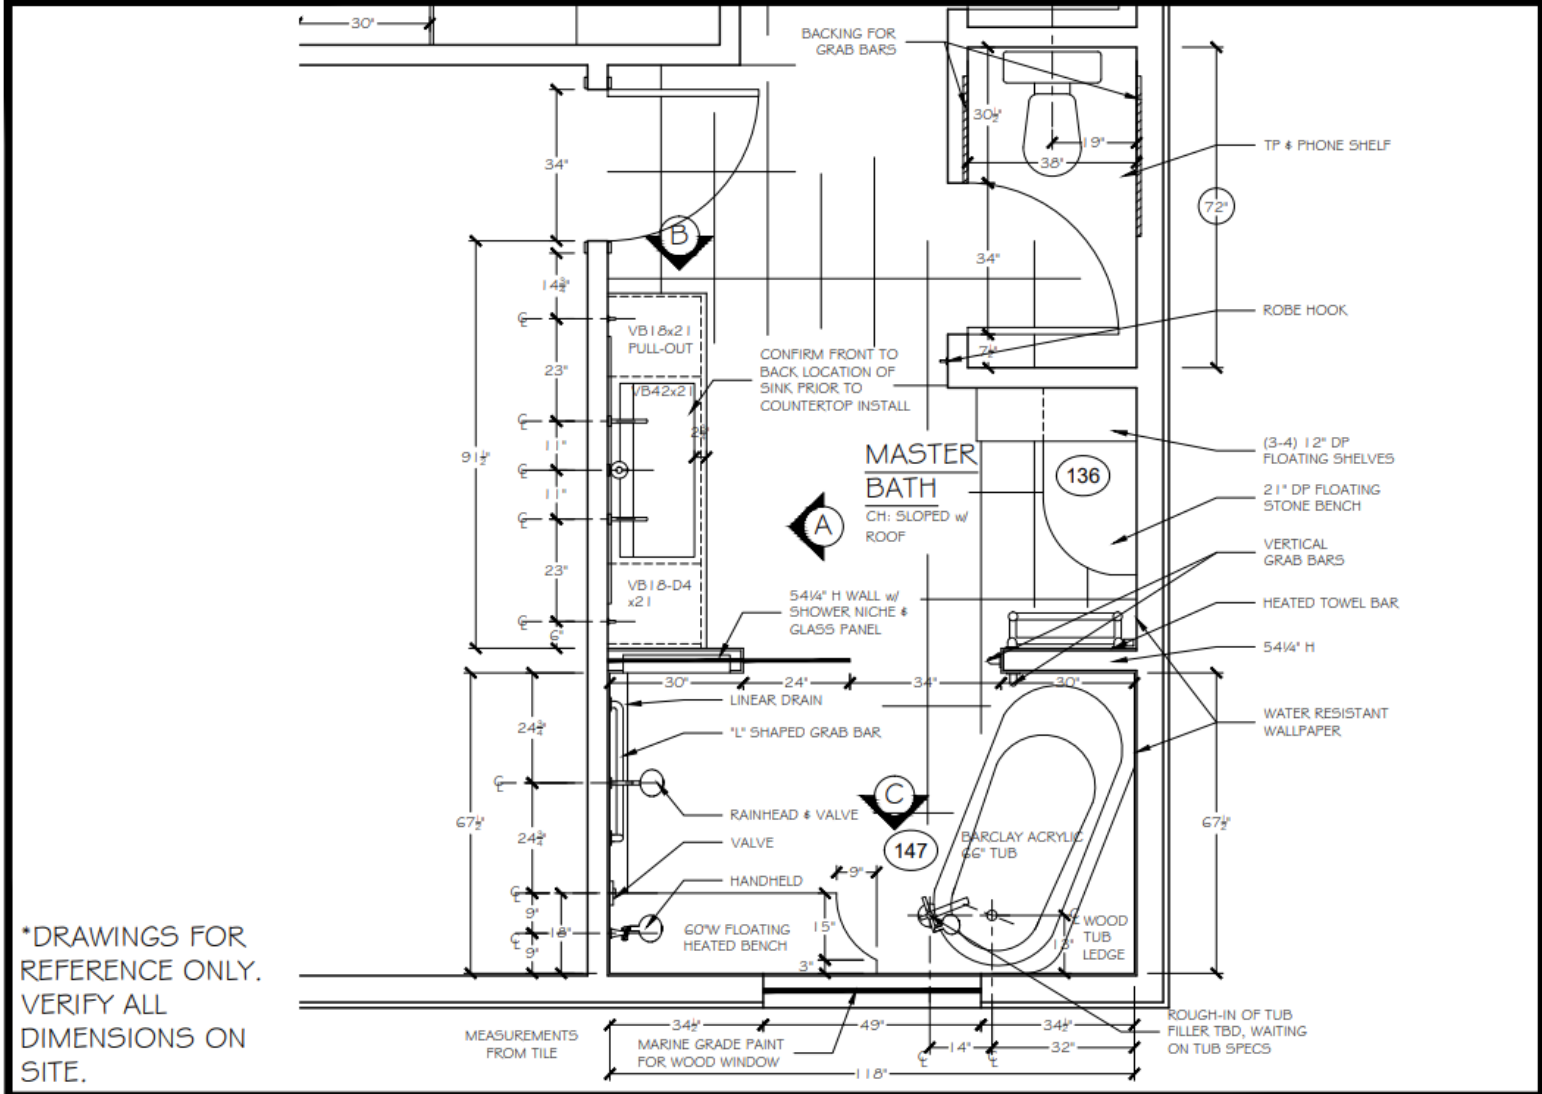 30"
BACKING FOR
GRAB BARS
30½"
19"
38"
TP & PHONE SHELF
72"
34"
34"
B
14¾"
ROBE HOOK
7½"
VB18x21
PULL-OUT
CONFIRM FRONT TO
BACK LOCATION OF
SINK PRIOR TO
COUNTERTOP INSTALL
23"
VB42x21
11"
91½"
11"
MASTER
BATH
CH: SLOPED w/
ROOF
136
(3-4) 12" DP
FLOATING SHELVES
21" DP FLOATING
STONE BENCH
A
VERTICAL
GRAB BARS
23"
VB18-D4
x21
54¼" H WALL w/
SHOWER NICHE &
GLASS PANEL
HEATED TOWEL BAR
6"
54¼" H
30"
24"
34"
30"
LINEAR DRAIN
"L" SHAPED GRAB BAR
WATER RESISTANT
WALLPAPER
24¾"
67½"
24¾"
C
RAINHEAD & VALVE
VALVE
147
BARCLAY ACRYLIC
66" TUB
67½"
HANDHELD
9"
9"
18"
9"
60"W FLOATING
HEATED BENCH
15"
3"
WOOD
TUB
LEDGE
13"
*DRAWINGS FOR
REFERENCE ONLY.
VERIFY ALL
DIMENSIONS ON
SITE.
MEASUREMENTS
FROM TILE
34½"
49"
34½"
MARINE GRADE PAINT
FOR WOOD WINDOW
14"
32"
118"
ROUGH-IN OF TUB
FILLER TBD, WAITING
ON TUB SPECS